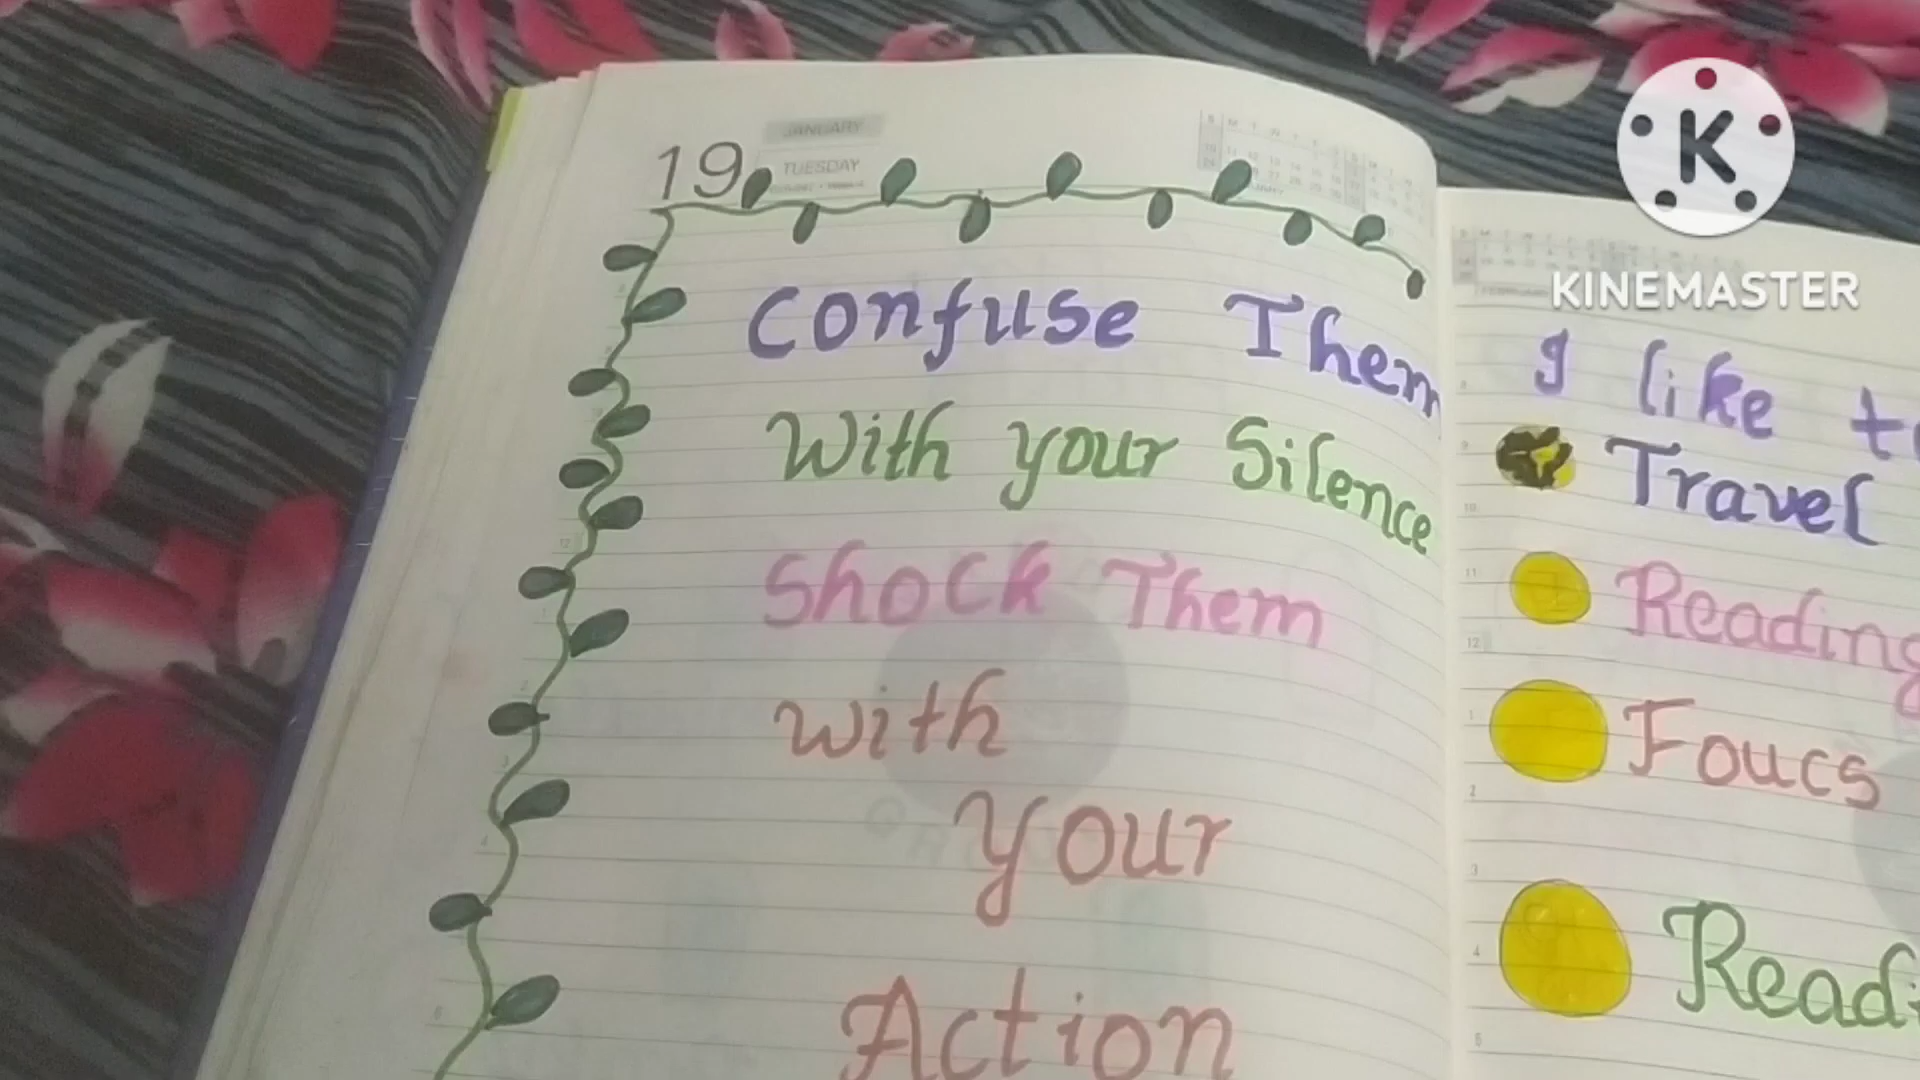 19
JANUARY
TUESDAY
Confuse Them
With your Silence
Shock Them
with
your
Action
I like
Travel
Reading
Foucs
KINEMASTER